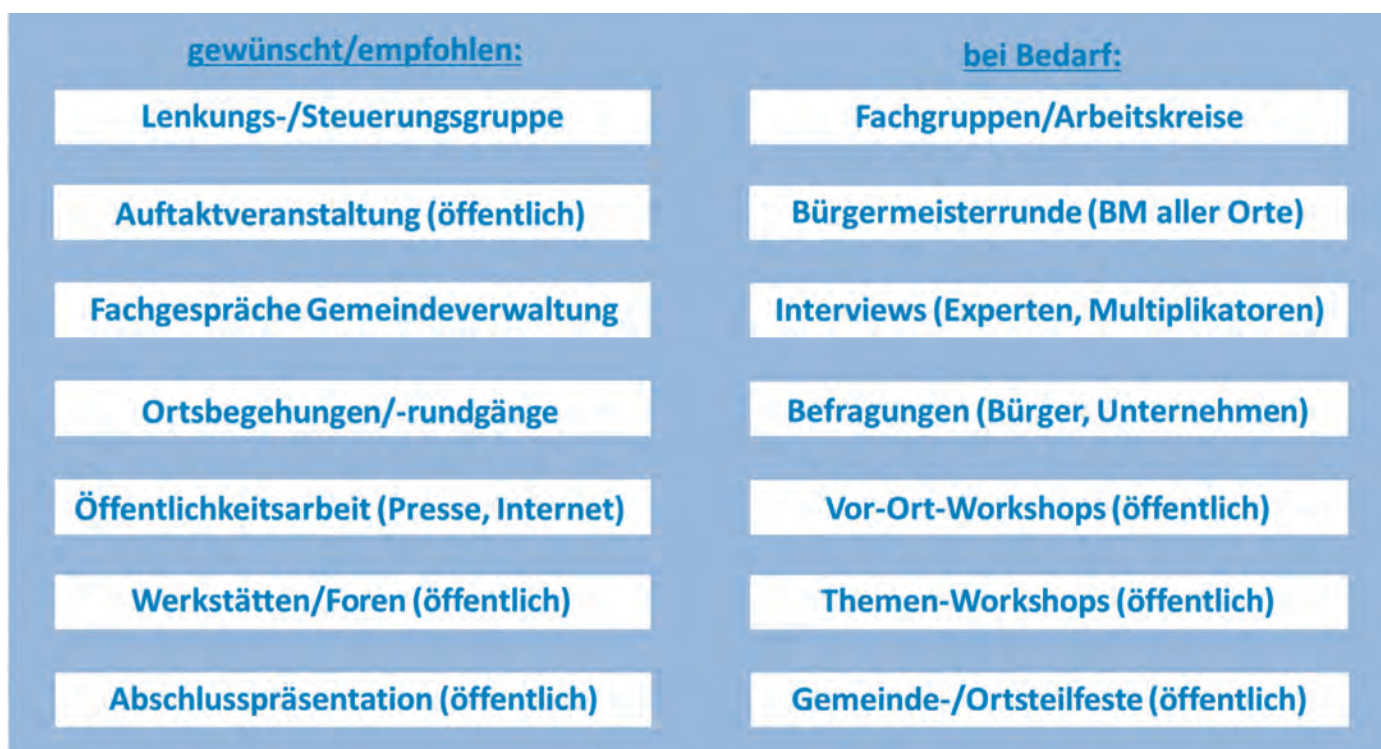 gewünscht/empfohlen:
Lenkungs-/Steuerungsgruppe
Auftaktveranstaltung (öffentlich)
Fachgespräche Gemeindeverwaltung
Ortsbegehungen/-rundgänge
Öffentlichkeitsarbeit (Presse, Internet)
Werkstätten/Foren (öffentlich)
Abschlusspräsentation (öffentlich)
bei Bedarf:
Fachgruppen/Arbeitskreise
Bürgermeisterrunde (BM aller Orte)
Interviews (Experten, Multiplikatoren)
Befragungen (Bürger, Unternehmen)
Vor-Ort-Workshops (öffentlich)
Themen-Workshops (öffentlich)
Gemeinde-/Ortsteilfeste (öffentlich)